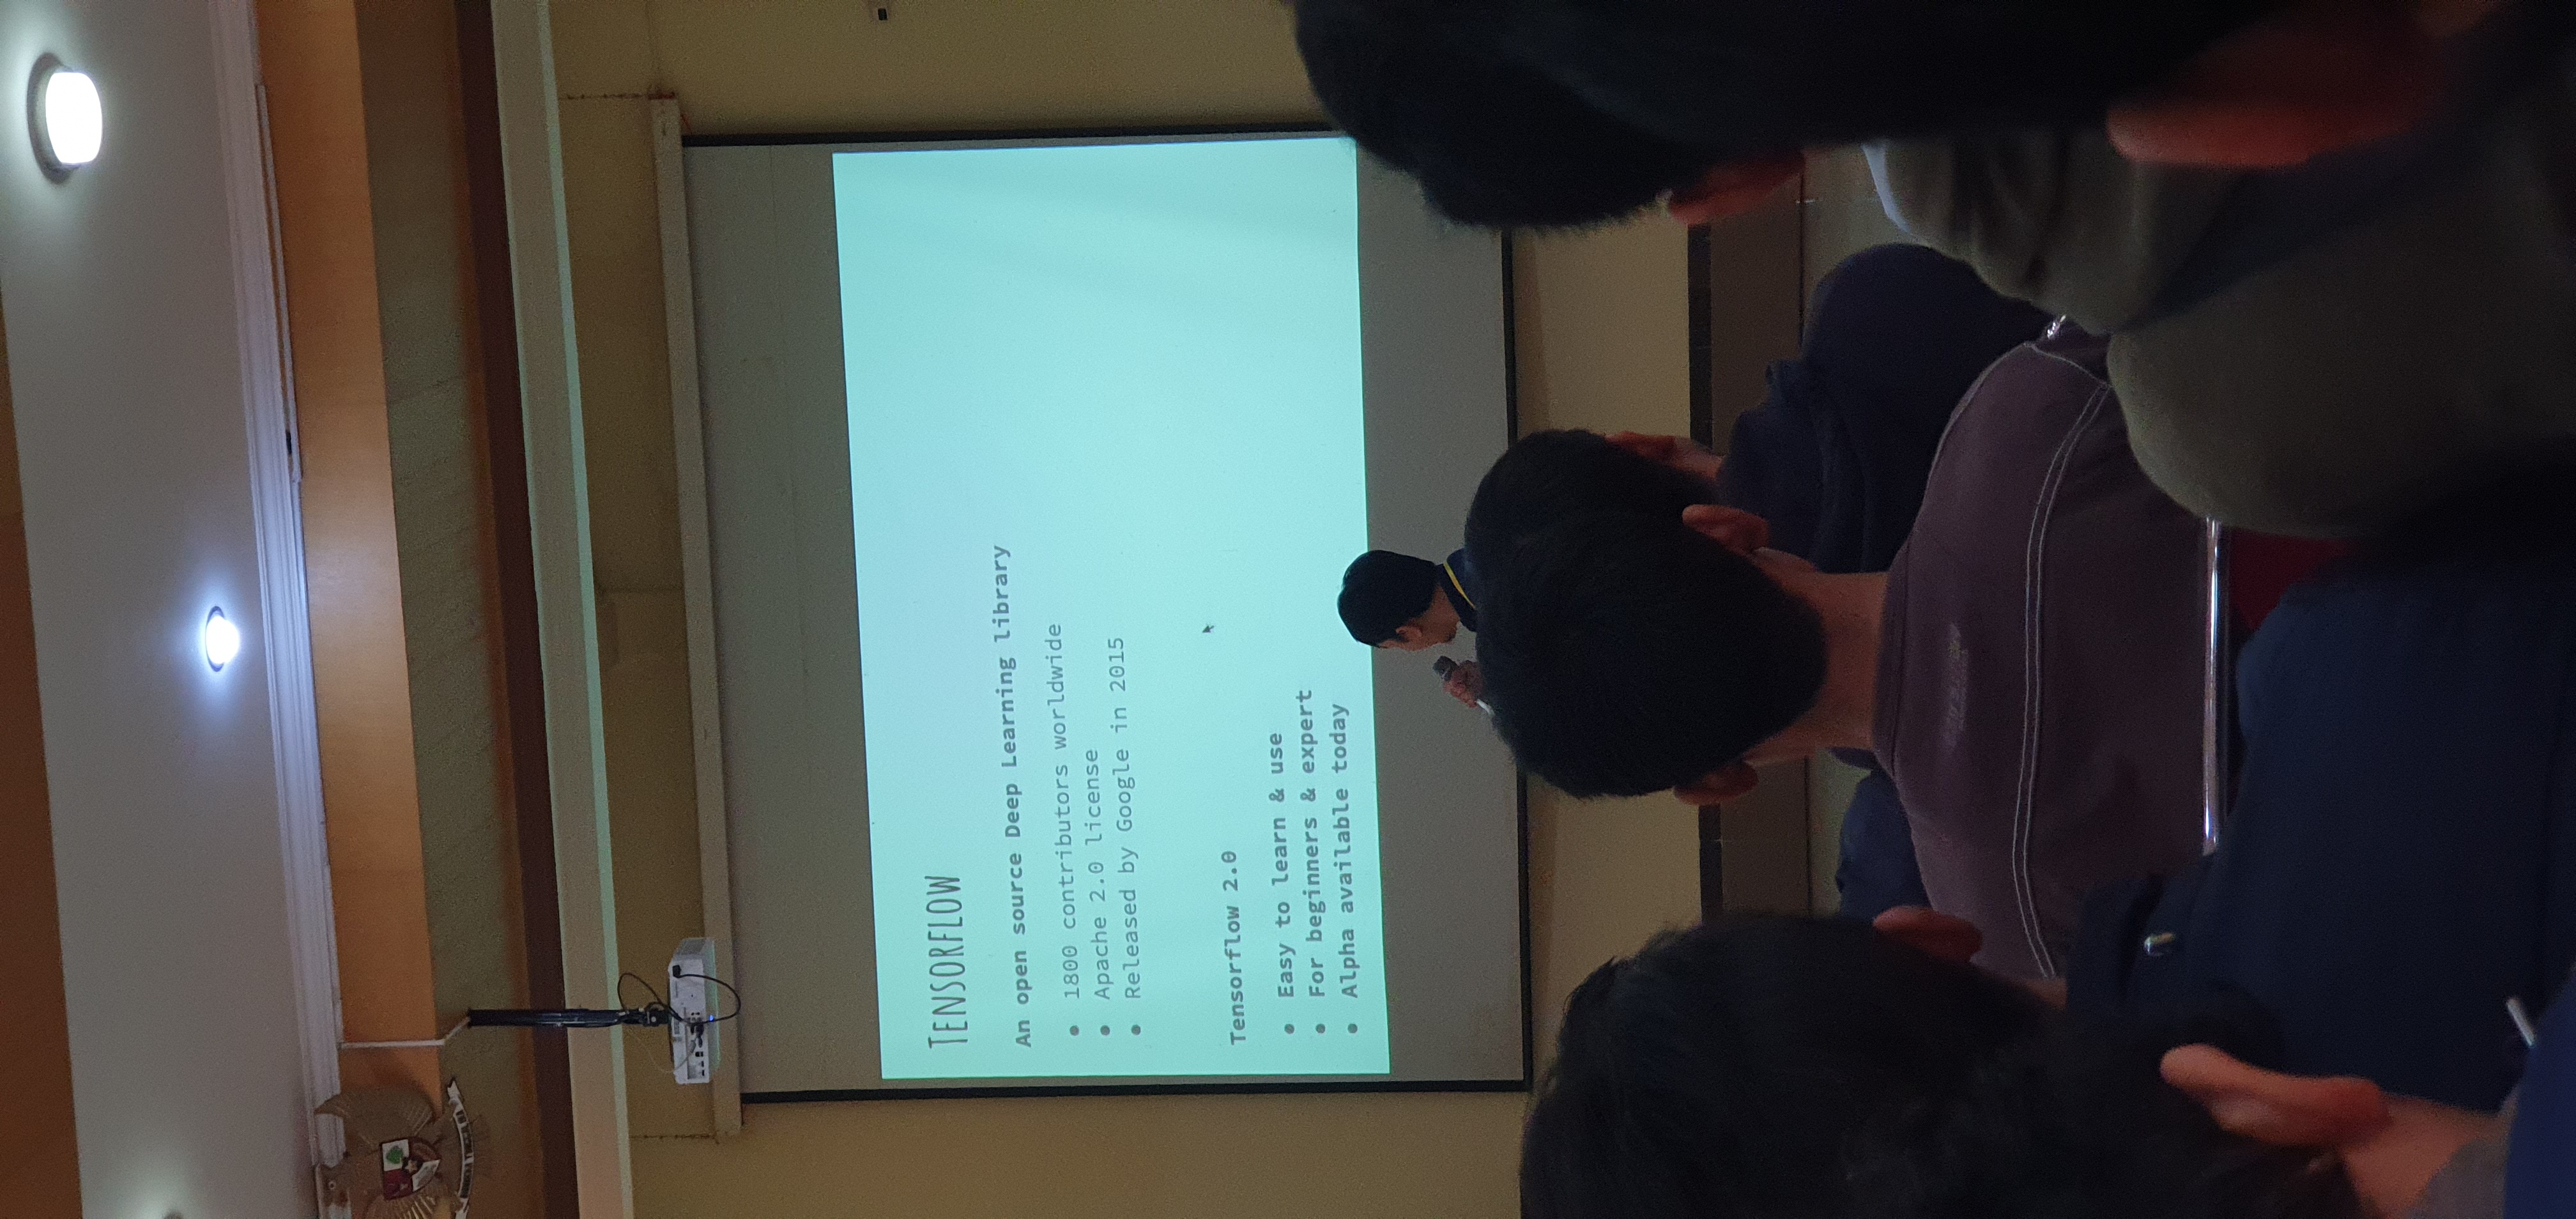 TENSORFLOW
An open source Deep Learning library
● 1800 contributors worldwide
● Apache 2.0 license
● Released by Google in 2015
Tensorflow 2.0
● Easy to learn & use
● For beginners & expert
● Alpha available today